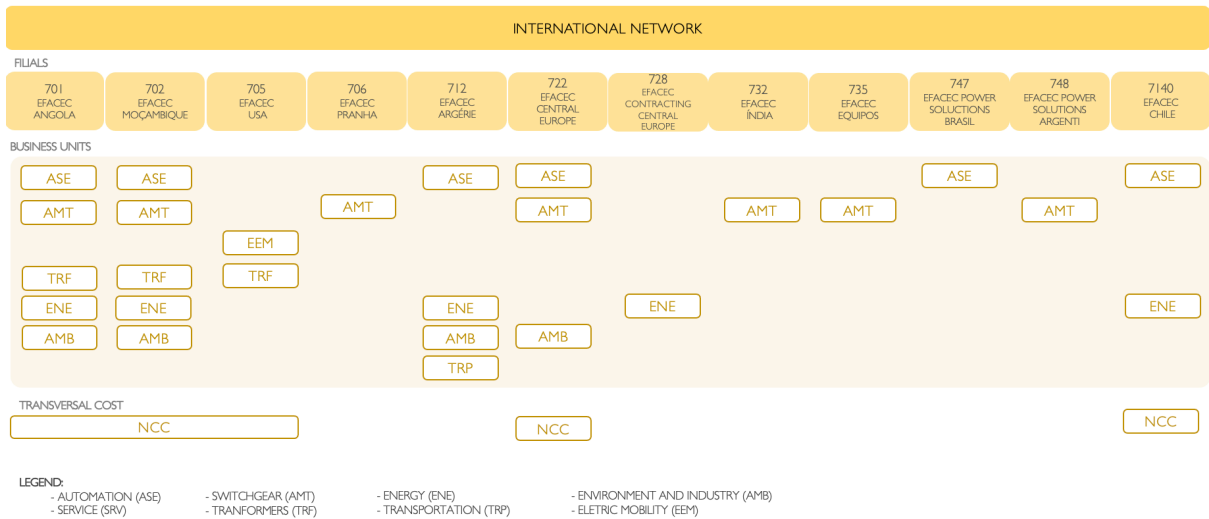 INTERNATIONAL NETWORK
FILIALS
701
EFACEC
ANGOLA
702
EFACEC
MOÇAMBIQUE
705
EFACEC
USA
706
EFACEC
PRANHA
712
EFACEC
ARGÉRIE
722
EFACEC
CENTRAL
EUROPE
728
EFACEC
CONTRACTING
CENTRAL
EUROPE
732
EFACEC
ÍNDIA
735
EFACEC
EQUIPOS
747
EFACEC POWER
SOLUCTIONS
BRASIL
748
EFACEC POWER
SOLUTIONS
ARGENTI
7140
EFACEC
CHILE
BUSINESS UNITS
ASE ASE ASE ASE ASE ASE
AMT AMT AMT AMT AMT AMT AMT
EEM
TRF TRF TRF
ENE ENE ENE ENE ENE
AMB AMB AMB AMB
TRP
TRANSVERSAL COST
NCC NCC NCC
LEGEND:
- AUTOMATION (ASE) - SWITCHGEAR (AMT) - ENERGY (ENE) - ENVIRONMENT AND INDUSTRY (AMB)
- SERVICE (SRV) - TRANFORMERS (TRF) - TRANSPORTATION (TRP) - ELETRIC MOBILITY (EEM)